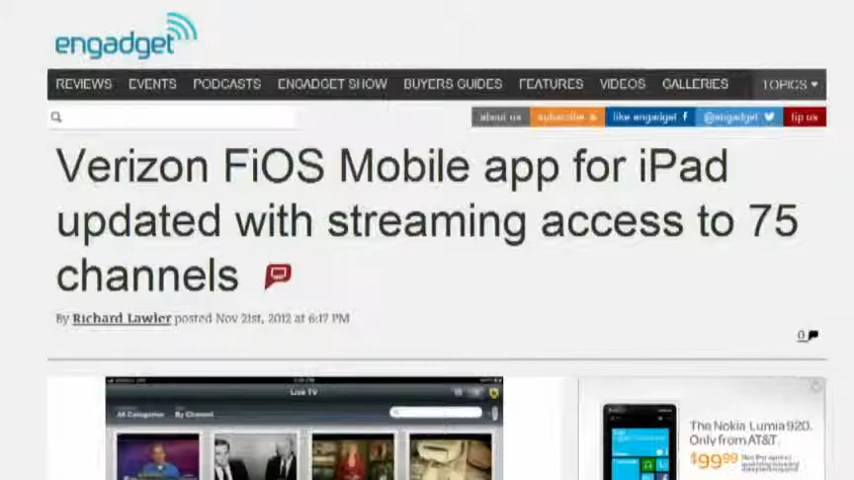 engadget
REVIEWS EVENTS PODCASTS ENGADGET SHOW BUYERS GUIDES FEATURES VIDEOS GALLERIES TOPICS
about us subscribe like engadget f @engadget tip us
Verizon FiOS Mobile app for iPad
updated with streaming access to 75
channels
By Richard Lawler posted Nov 21st, 2012 at 6:17 PM
0
Live TV
All Categories By Channel
The Nokia Lumia 920.
Only from AT&T.
$99.99